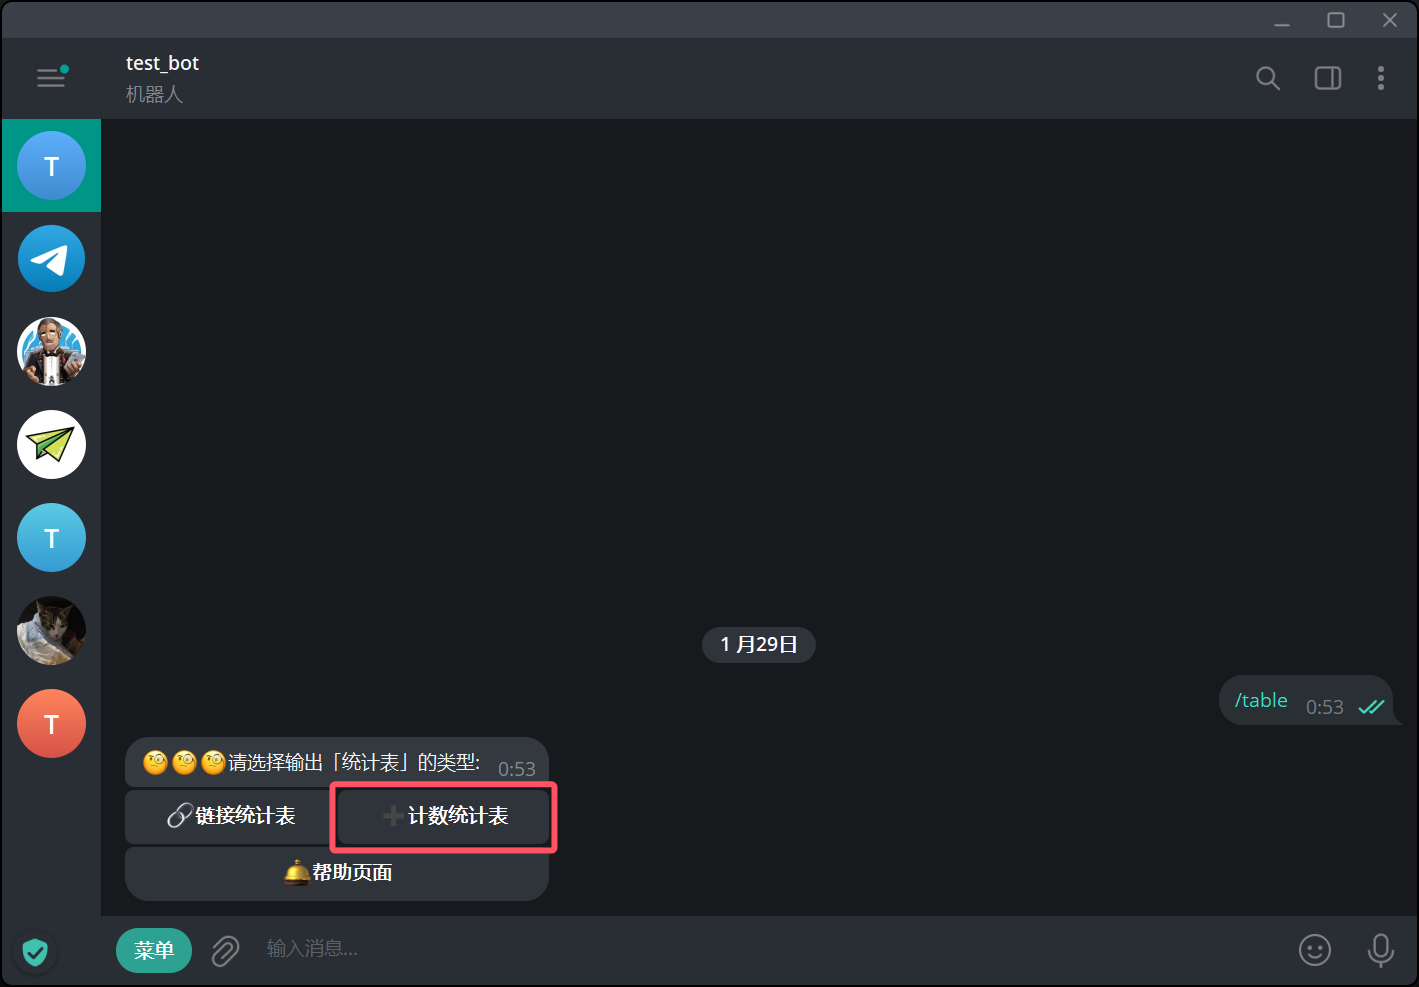 test_bot
机器人
T
T
T
1 月29日
/table 0:53
🧐🧐🧐请选择输出「统计表」的类型: 0:53
🔗链接统计表
➕计数统计表
🛎帮助页面
菜单
输入消息...